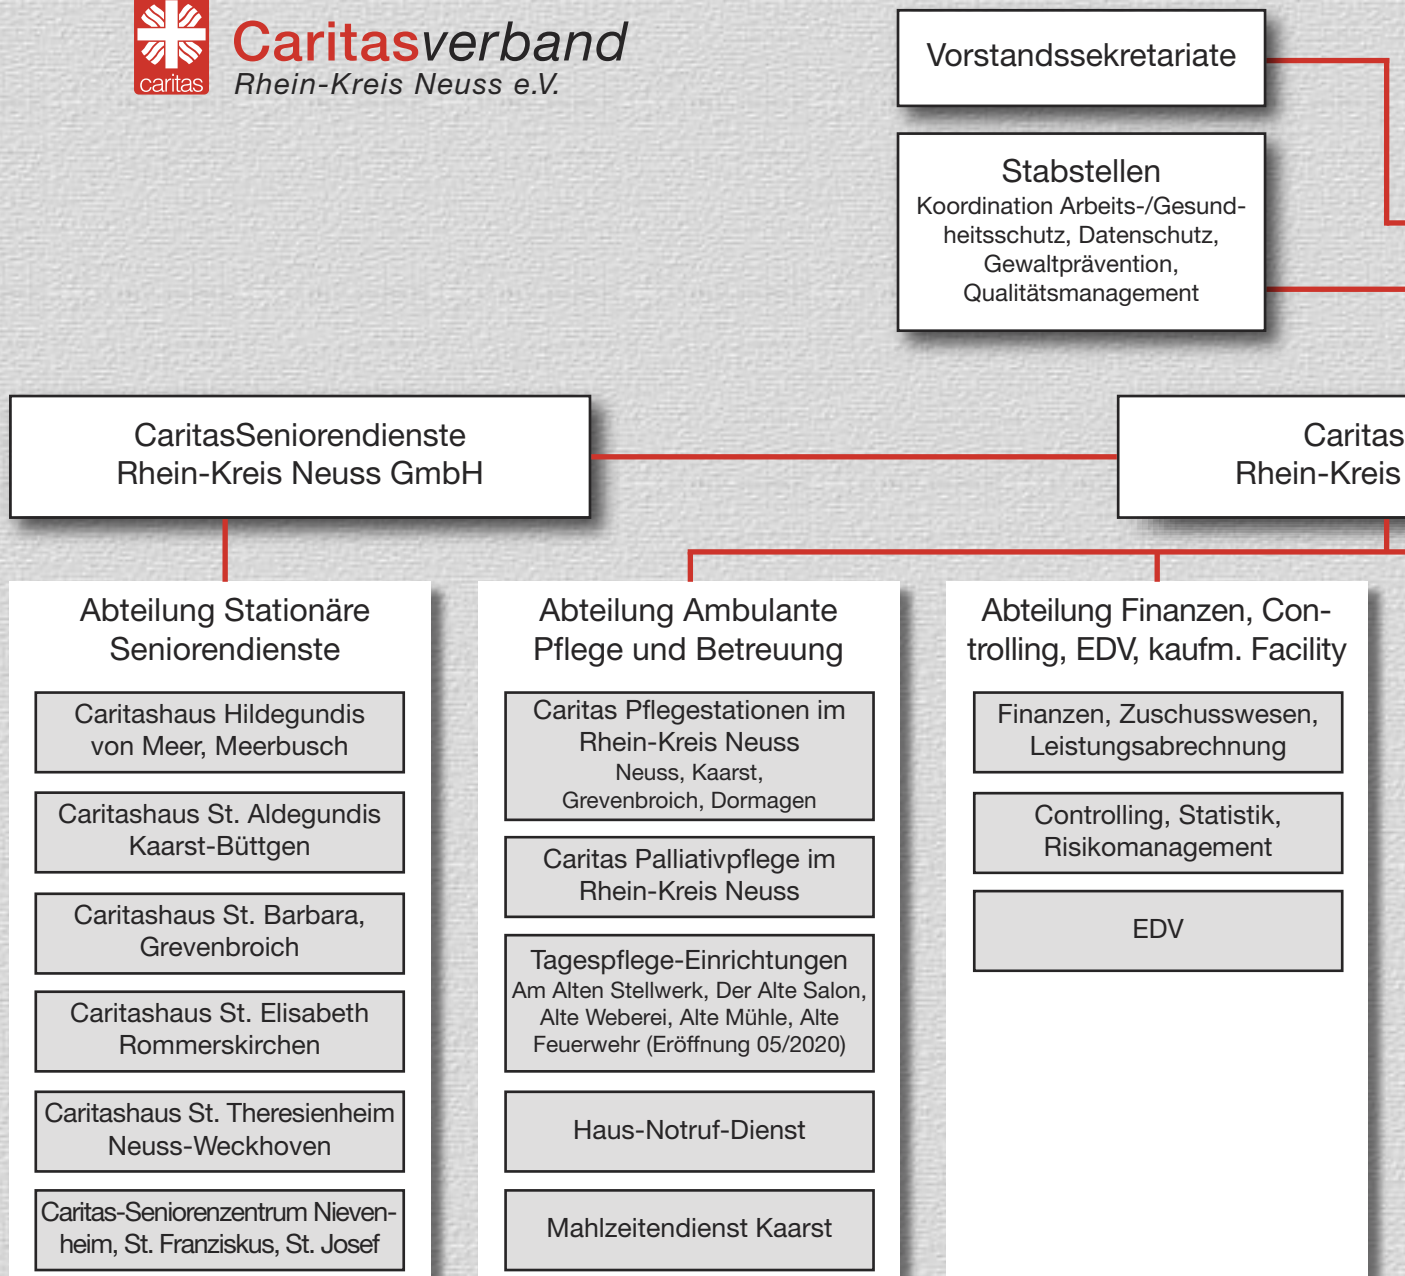 caritas
Caritasverband
Rhein-Kreis Neuss e.V.
Vorstandssekretariate
Stabstellen
Koordination Arbeits-/Gesund-
heitsschutz, Datenschutz,
Gewaltprävention,
Qualitätsmanagement
CaritasSeniorendienste
Rhein-Kreis Neuss GmbH
Caritas
Rhein-Kreis
Abteilung Stationäre
Seniorendienste
Caritashaus Hildegundis
von Meer, Meerbusch
Caritashaus St. Aldegundis
Kaarst-Büttgen
Caritashaus St. Barbara,
Grevenbroich
Caritashaus St. Elisabeth
Rommerskirchen
Caritashaus St. Theresienheim
Neuss-Weckhoven
Caritas-Seniorenzentrum Nieven-
heim, St. Franziskus, St. Josef
Abteilung Ambulante
Pflege und Betreuung
Caritas Pflegestationen im
Rhein-Kreis Neuss
Neuss, Kaarst,
Grevenbroich, Dormagen
Caritas Palliativpflege im
Rhein-Kreis Neuss
Tagespflege-Einrichtungen
Am Alten Stellwerk, Der Alte Salon,
Alte Weberei, Alte Mühle, Alte
Feuerwehr (Eröffnung 05/2020)
Haus-Notruf-Dienst
Mahlzeitendienst Kaarst
Abteilung Finanzen, Con-
trolling, EDV, kaufm. Facility
Finanzen, Zuschusswesen,
Leistungsabrechnung
Controlling, Statistik,
Risikomanagement
EDV